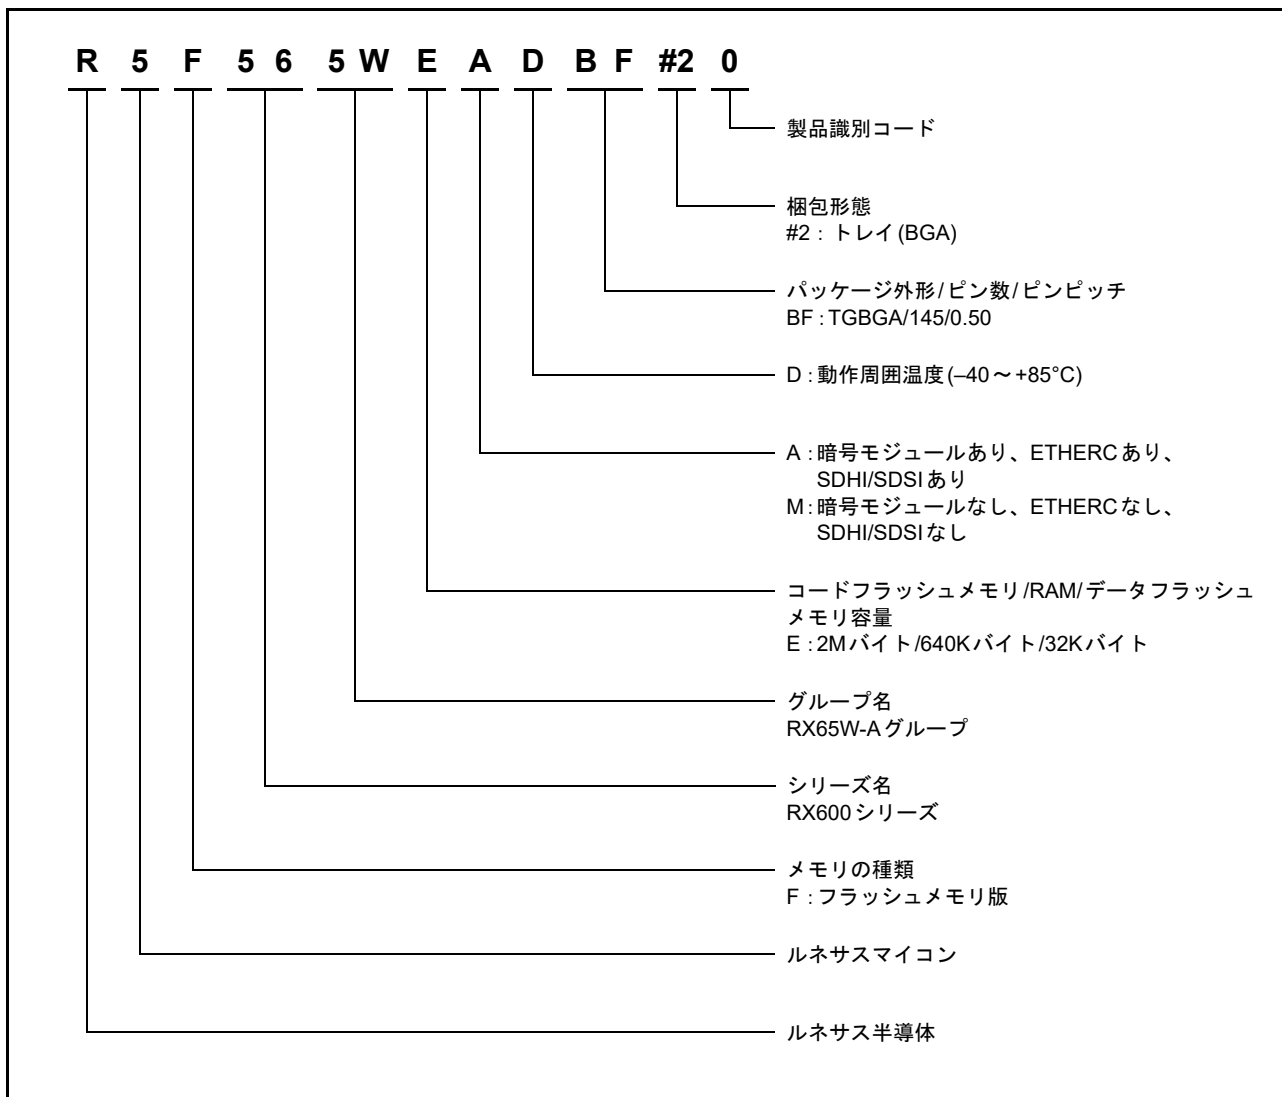 R 5 F 5 6 5 W E A D B F #2 0
製品識別コード
梱包形態
#2 : トレイ(BGA)
パッケージ外形/ピン数/ピンピッチ
BF : TGBGA/145/0.50
D : 動作周囲温度(–40～+85°C)
A : 暗号モジュールあり、ETHERCあり、
SDHI/SDSIあり
M : 暗号モジュールなし、ETHERCなし、
SDHI/SDSIなし
コードフラッシュメモリ/RAM/データフラッシュ
メモリ容量
E : 2Mバイト/640Kバイト/32Kバイト
グループ名
RX65W-Aグループ
シリーズ名
RX600シリーズ
メモリの種類
F : フラッシュメモリ版
ルネサスマイコン
ルネサス半導体